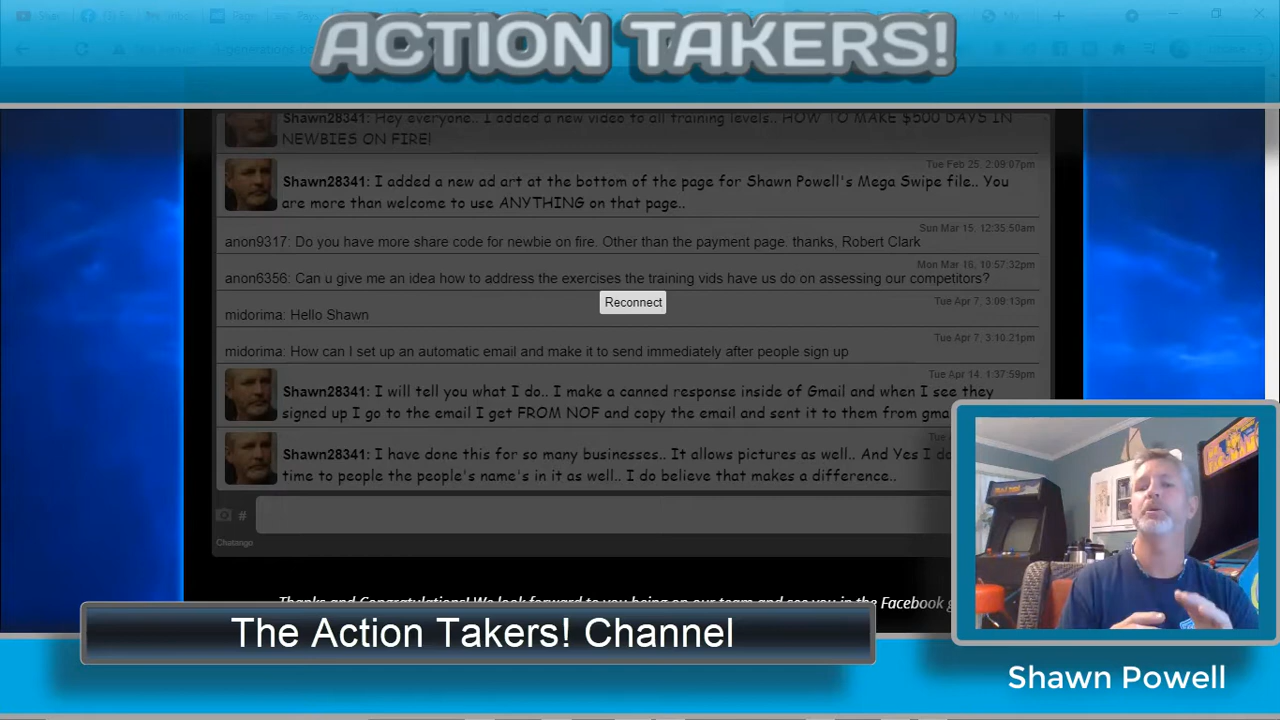 ACTION TAKERS!
Shawn28341: Hey everyone.. I added a new video to all training levels.. HOW TO MAKE $500 DAYS IN
NEWBIES ON FIRE!
Tue Feb 25, 2:09:07pm
Shawn28341: I added a new ad art at the bottom of the page for Shawn Powell's Mega Swipe file.. You
are more than welcome to use ANYTHING on that page..
Sun Mar 15, 12:35:50am
anon9317: Do you have more share code for newbie on fire. Other than the payment page. thanks, Robert Clark
Mon Mar 16, 10:57:32pm
anon6356: Can u give me an idea how to address the exercises the training vids have us do on assessing our competitors?
Reconnect
Tue Apr 7, 3:09:13pm
midorima: Hello Shawn
Tue Apr 7, 3:10:21pm
midorima: How can I set up an automatic email and make it to send immediately after people sign up
Tue Apr 14, 1:37:59pm
Shawn28341: I will tell you what I do.. I make a canned response inside of Gmail and when I see they
signed up I go to the email I get FROM NOF and copy the email and sent it to them from
Shawn28341: I have done this for so many businesses.. It allows pictures as well.. And Yes I
time to people the people's name's in it as well.. I do believe that makes a difference..
#
Chatango
Thanks and Congratulations! We look forward to you being on our team and see you in the Facebook
The Action Takers! Channel
Shawn Powell